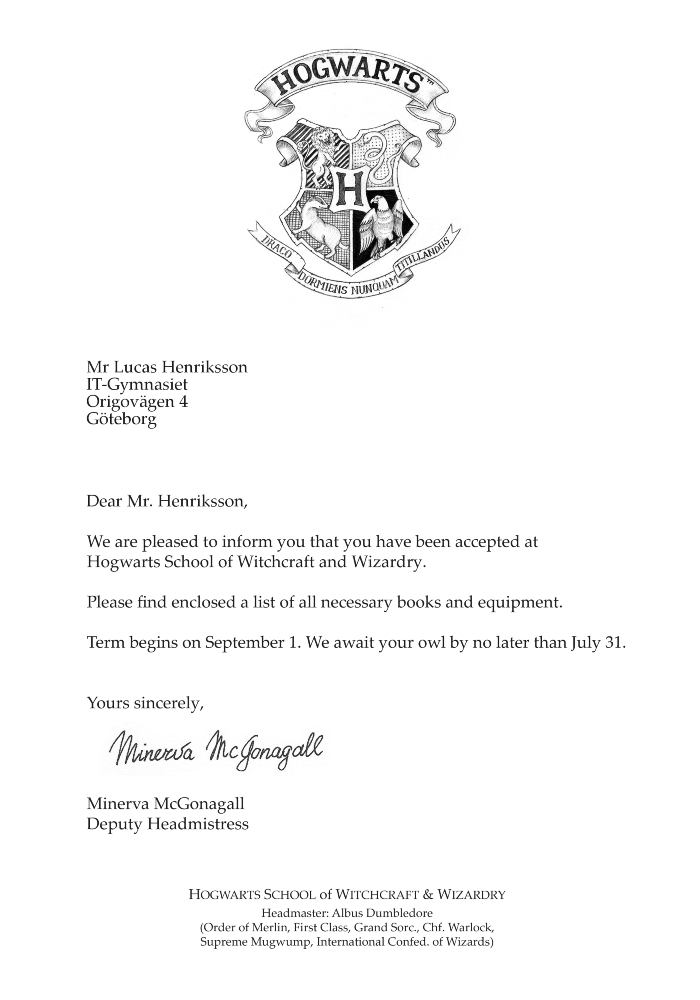 HOGWARTS™
H
DRACO
DORMIENS NUNQUAM
TITILLANDUS
Mr Lucas Henriksson
IT-Gymnasiet
Origovägen 4
Göteborg
Dear Mr. Henriksson,
We are pleased to inform you that you have been accepted at
Hogwarts School of Witchcraft and Wizardry.
Please find enclosed a list of all necessary books and equipment.
Term begins on September 1. We await your owl by no later than July 31.
Yours sincerely,
Minerva McGonagall
Minerva McGonagall
Deputy Headmistress
HOGWARTS SCHOOL of WITCHCRAFT & WIZARDRY
Headmaster: Albus Dumbledore
(Order of Merlin, First Class, Grand Sorc., Chf. Warlock,
Supreme Mugwump, International Confed. of Wizards)